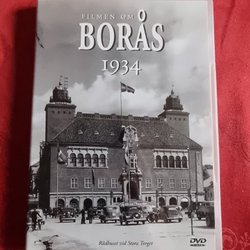 FILMEN OM
BORÅS
1934
Rådhuset vid Stora Torget
DVD